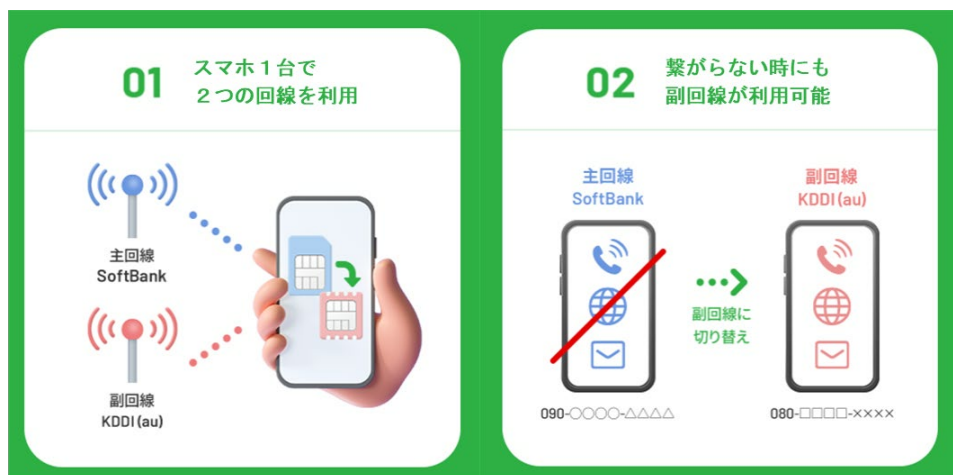 01
スマホ１台で
２つの回線を利用
主回線
SoftBank
副回線
KDDI(au)
02
繋がらない時にも
副回線が利用可能
主回線
SoftBank
副回線
KDDI(au)
副回線に
切り替え
090-○○○○-△△△△
080-□□□□-××××